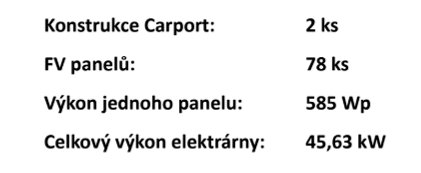 Konstrukce Carport: 2 ks
FV panelů: 78 ks
Výkon jednoho panelu: 585 Wp
Celkový výkon elektrárny: 45,63 kW